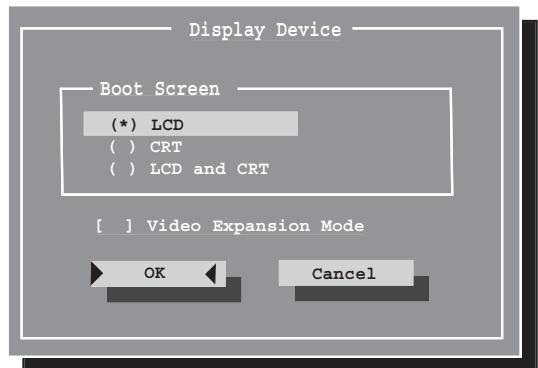 Display Device
Boot Screen
(*) LCD
( ) CRT
( ) LCD and CRT
[ ] Video Expansion Mode
OK
Cancel